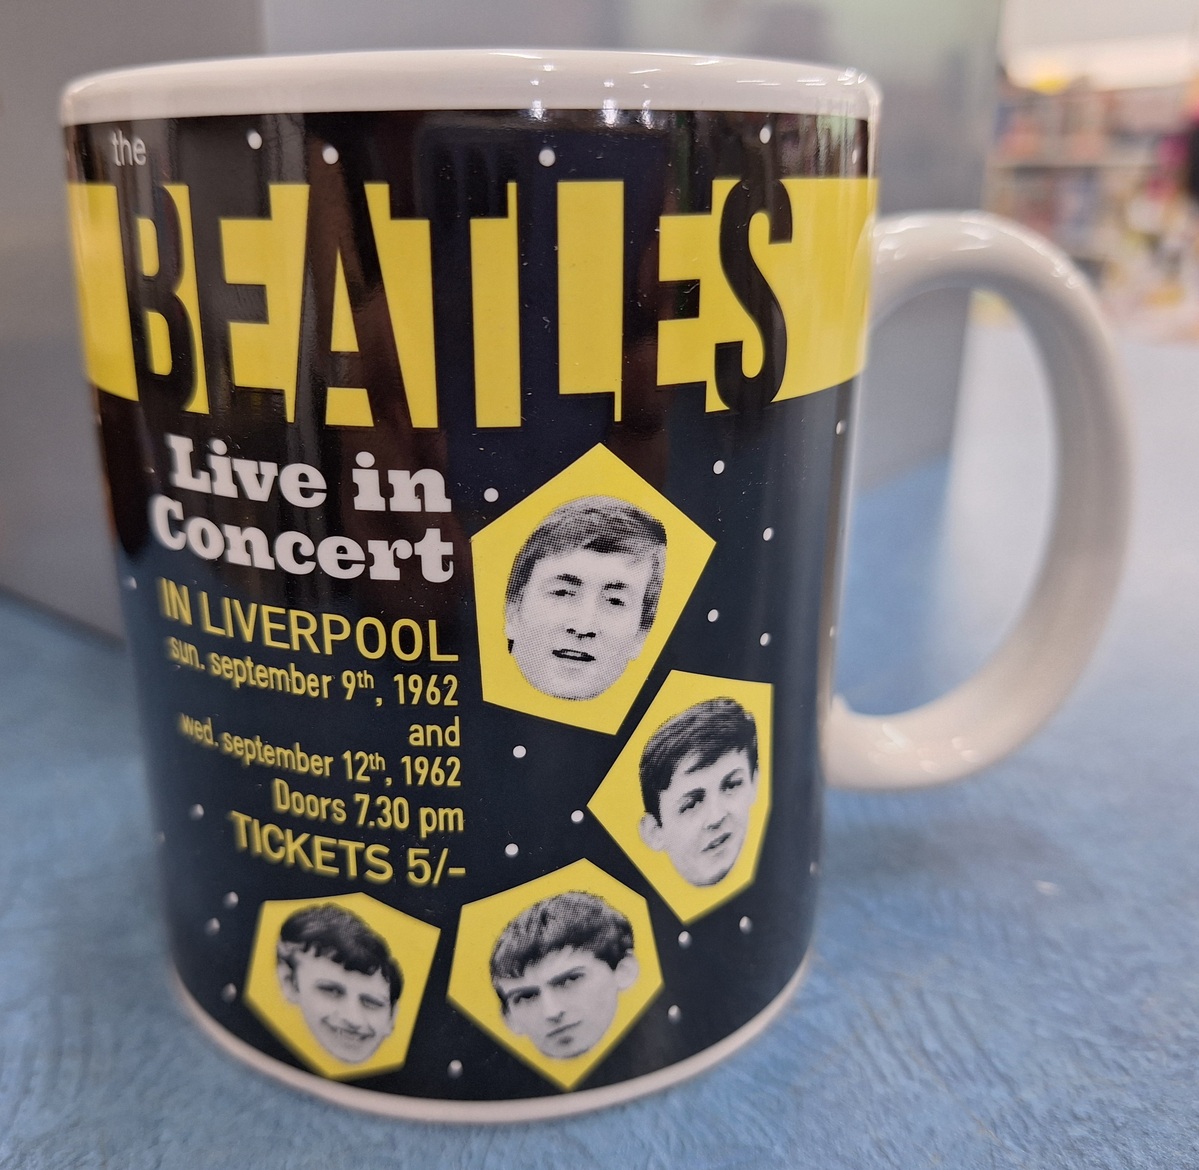 the
BEATLES
Live in
Concert
IN LIVERPOOL
sun. september 9th, 1962
and
wed. september 12th, 1962
Doors 7.30 pm
TICKETS 5/-